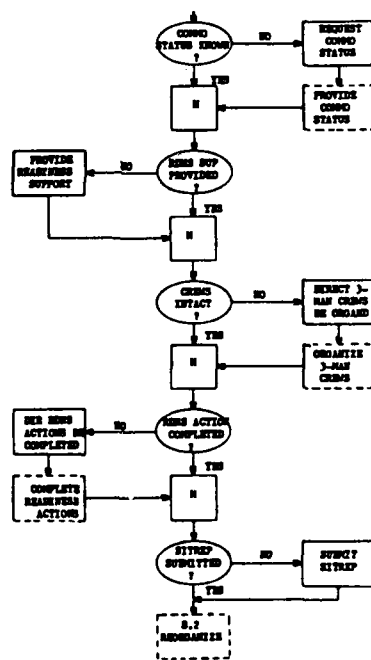 COMMO
STATUS KNOWN
?
NO
REQUEST
COMMO
STATUS
YES
N
PROVIDE
COMMO
STATUS
PROVIDE
READINESS
SUPPORT
NO
RDNS SUP
PROVIDED
?
YES
N
CREWS
INTACT
?
NO
DIRECT 3-
MAN CREWS
BE ORGAND
YES
N
ORGANIZE
3-MAN
CREWS
DIR RDNS
ACTIONS BE
COMPLETED
NO
RDNS ACTION
COMPLETED
?
YES
COMPLETE
READINESS
ACTIONS
N
SITREP
SUBMITTED
?
NO
SUBMIT
SITREP
YES
8.2
REORGANIZE